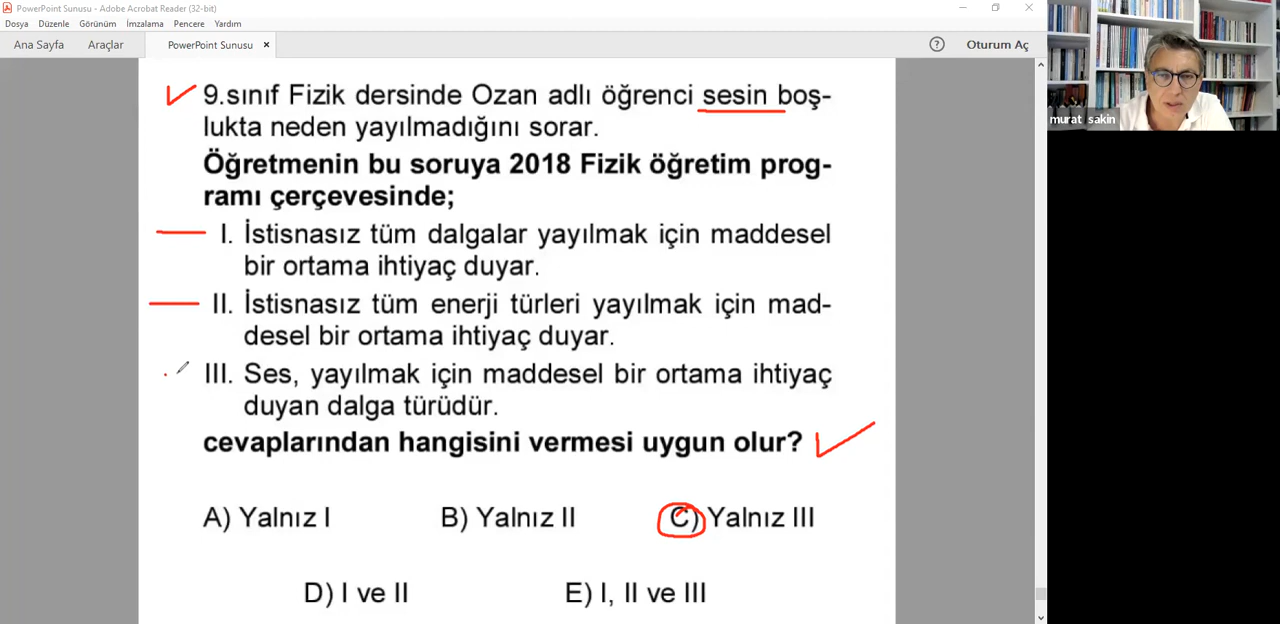 PowerPoint Sunusu - Adobe Acrobat Reader (32-bit)
Dosya Düzenle Görünüm İmzalama Pencere Yardım
Ana Sayfa Araçlar PowerPoint Sunusu × ? Oturum Aç
9.sınıf Fizik dersinde Ozan adlı öğrenci sesin boş-
lukta neden yayılmadığını sorar.
Öğretmenin bu soruya 2018 Fizik öğretim prog-
ramı çerçevesinde;
I. İstisnasız tüm dalgalar yayılmak için maddesel
bir ortama ihtiyaç duyar.
II. İstisnasız tüm enerji türleri yayılmak için mad-
desel bir ortama ihtiyaç duyar.
III. Ses, yayılmak için maddesel bir ortama ihtiyaç
duyan dalga türüdür.
cevaplarından hangisini vermesi uygun olur?
A) Yalnız I B) Yalnız II C) Yalnız III
D) I ve II E) I, II ve III
murat sakin